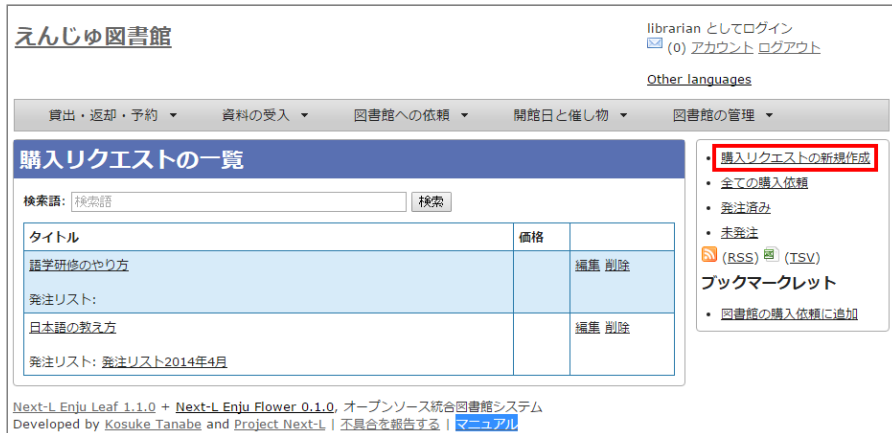 えんじゅ図書館
librarian としてログイン
(0) アカウント ログアウト
Other languages
貸出・返却・予約 ▼ 資料の受入 ▼ 図書館への依頼 ▼ 開館日と催し物 ▼ 図書館の管理 ▼
購入リクエストの一覧
検索語: 検索語 検索
タイトル 価格
語学研修のやり方 編集 削除
発注リスト:
日本語の教え方 編集 削除
発注リスト: 発注リスト2014年4月
• 購入リクエストの新規作成
• 全ての購入依頼
• 発注済み
• 未発注
(RSS) (TSV)
ブックマークレット
• 図書館の購入依頼に追加
Next-L Enju Leaf 1.1.0 + Next-L Enju Flower 0.1.0, オープンソース統合図書館システム
Developed by Kosuke Tanabe and Project Next-L | 不具合を報告する | マニュアル